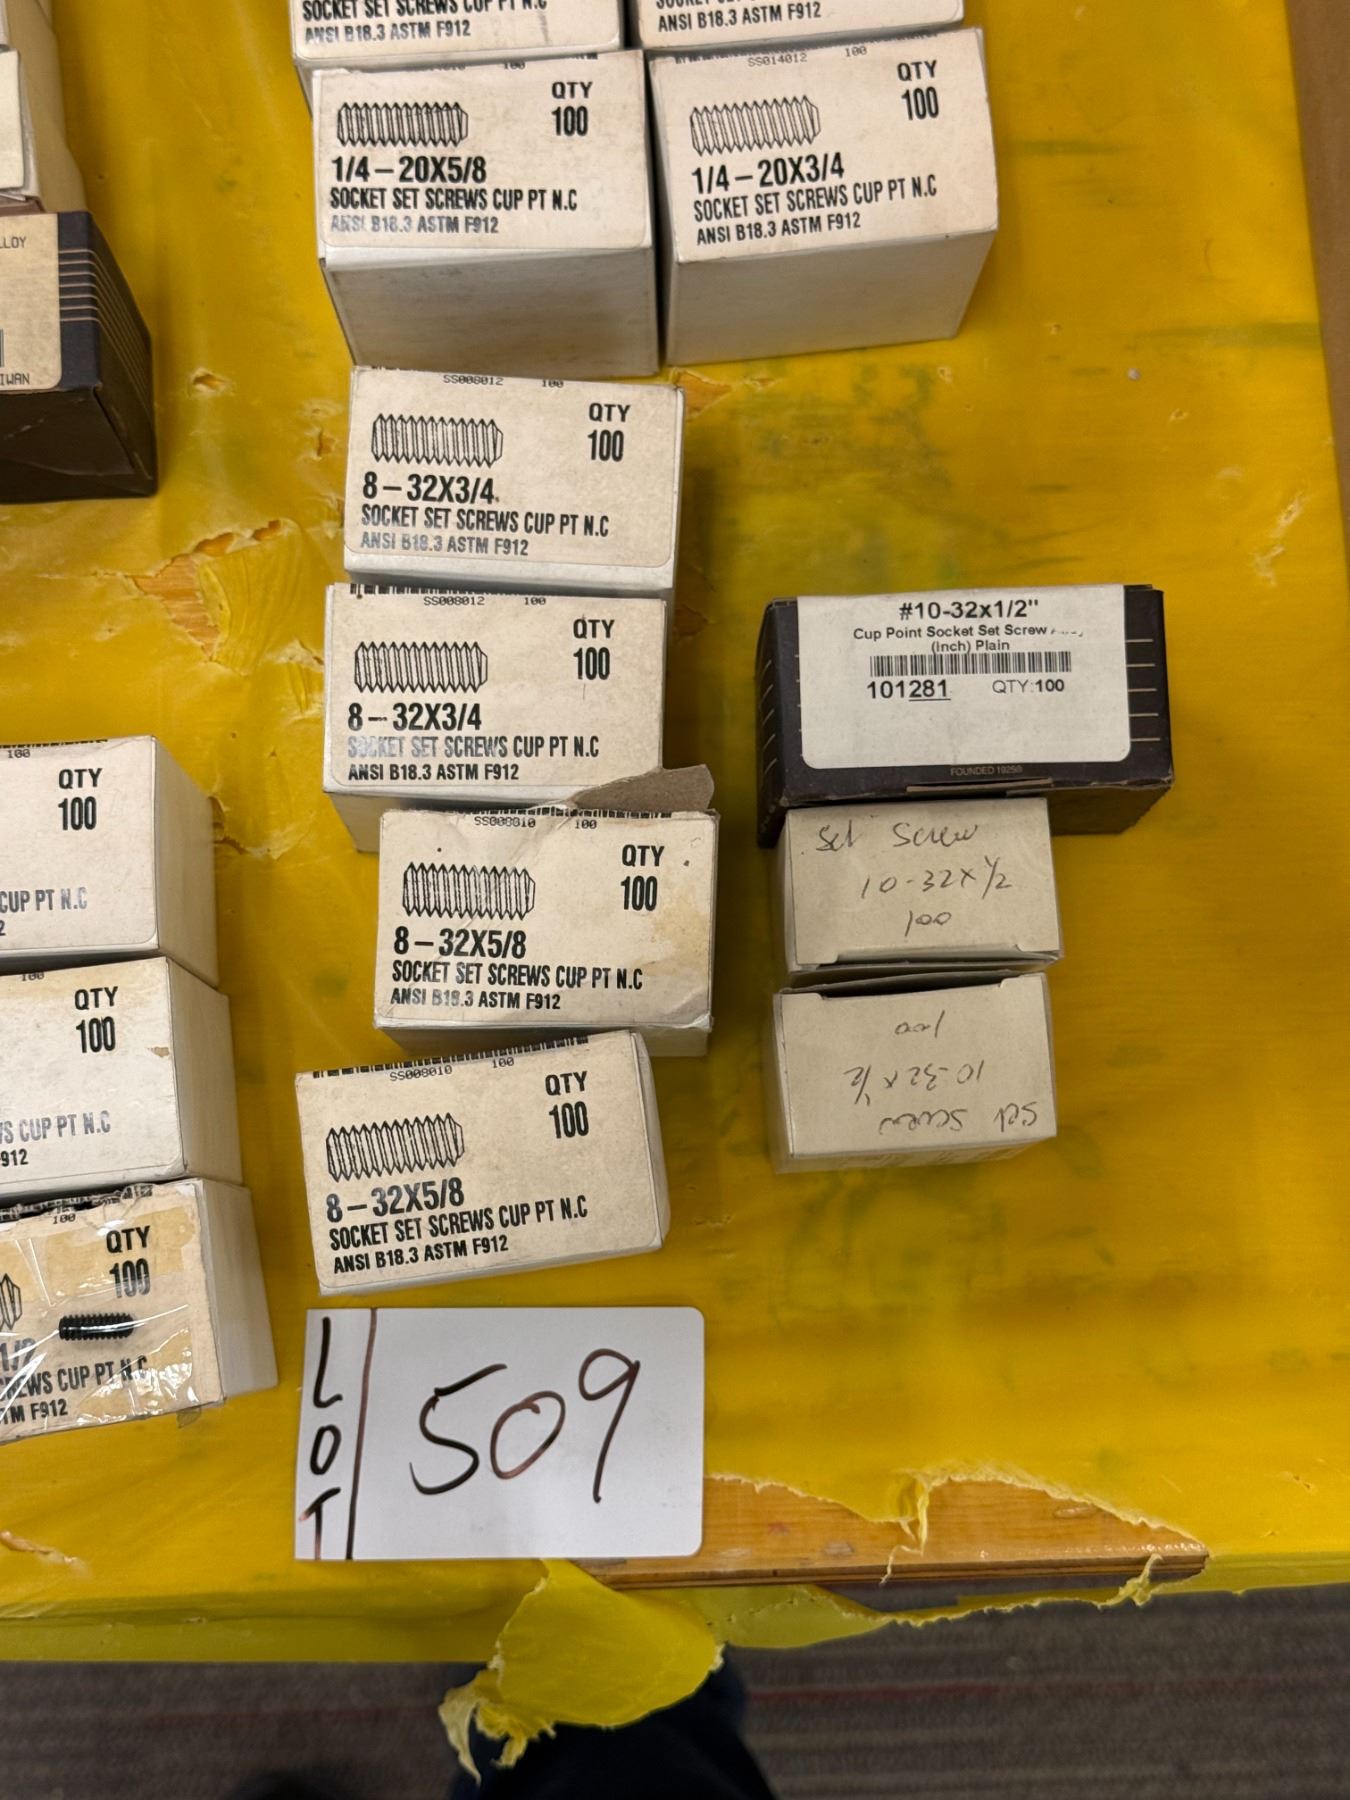 SOCKET SET SCREWS CUP PT N.C
ANSI B18.3 ASTM F912
ANSI B18.3 ASTM F912
100
QTY
100
1/4-20X5/8
SOCKET SET SCREWS CUP PT N.C
ANSI B18.3 ASTM F912
SS014012 100
QTY
100
1/4-20X3/4
SOCKET SET SCREWS CUP PT N.C
ANSI B18.3 ASTM F912
SS008012 100
QTY
100
8-32X3/4
SOCKET SET SCREWS CUP PT N.C
ANSI B18.3 ASTM F912
SS008012 100
QTY
100
8-32X3/4
SOCKET SET SCREWS CUP PT N.C
ANSI B18.3 ASTM F912
SS008010 100
QTY
100
8-32X5/8
SOCKET SET SCREWS CUP PT N.C
ANSI B18.3 ASTM F912
SS008010 100
QTY
100
8-32X5/8
SOCKET SET SCREWS CUP PT N.C
ANSI B18.3 ASTM F912
#10-32x1/2"
Cup Point Socket Set Screw
(Inch) Plain
101281 QTY:100
FOUNDED 1925®
Set Screw
10-32x1/2
100
Set Screw
10-32x1/2
100
100
QTY
100
CUP PT N.C
100
QTY
100
CUP PT N.C
912
100
QTY
100
1/2
CUP PT N.C
F912
LOT
509